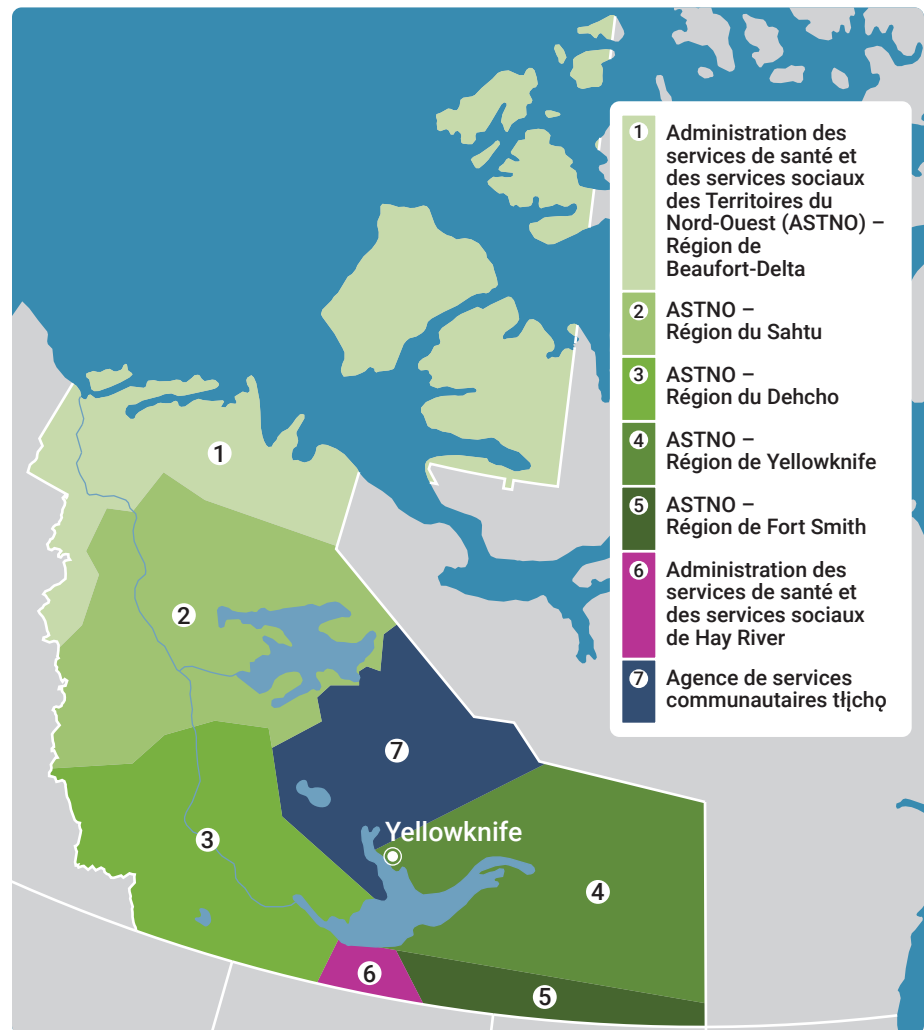 1 Administration des
services de santé et
des services sociaux
des Territoires du
Nord-Ouest (ASTNO) –
Région de
Beaufort-Delta
2 ASTNO –
Région du Sahtu
3 ASTNO –
Région du Dehcho
4 ASTNO –
Région de Yellowknife
5 ASTNO –
Région de Fort Smith
6 Administration des
services de santé et
des services sociaux
de Hay River
7 Agence de services
communautaires tłı̨chǫ
1
2
7
Yellowknife
3
4
6
5